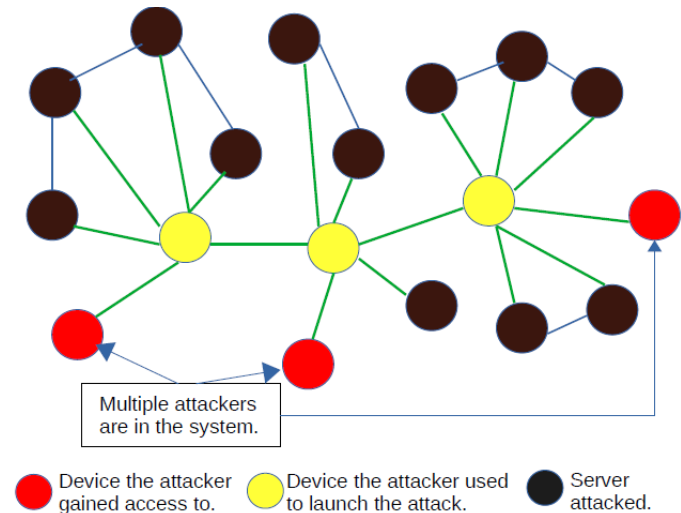 Multiple attackers
are in the system.
Device the attacker
gained access to.
Device the attacker used
to launch the attack.
Server
attacked.